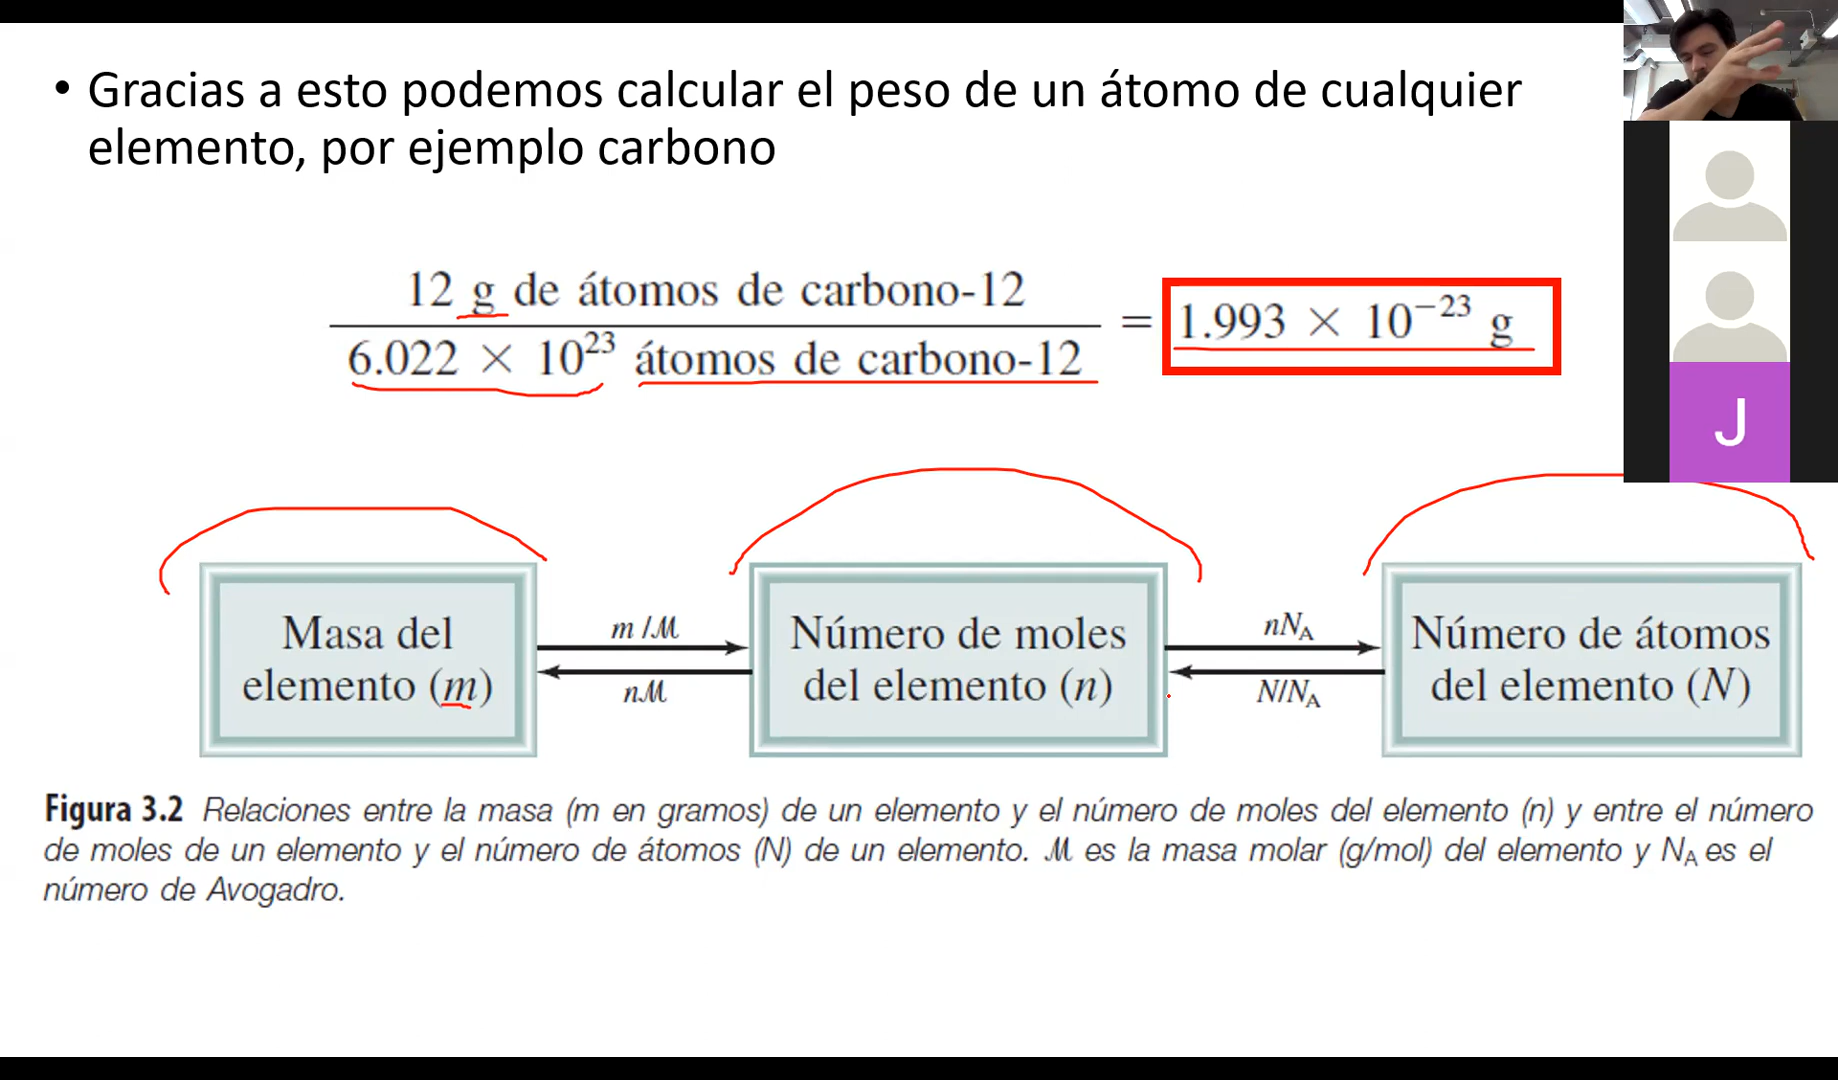 • Gracias a esto podemos calcular el peso de un átomo de cualquier
elemento, por ejemplo carbono
12 g de átomos de carbono-12
6.022 × 10²³ átomos de carbono-12
= 1.993 × 10⁻²³ g
J
Masa del
elemento (m)
m/ℳ
nℳ
Número de moles
del elemento (n)
nN_A
N/N_A
Número de átomos
del elemento (N)
Figura 3.2 Relaciones entre la masa (m en gramos) de un elemento y el número de moles del elemento (n) y entre el número
de moles de un elemento y el número de átomos (N) de un elemento. ℳ es la masa molar (g/mol) del elemento y N_A es el
número de Avogadro.